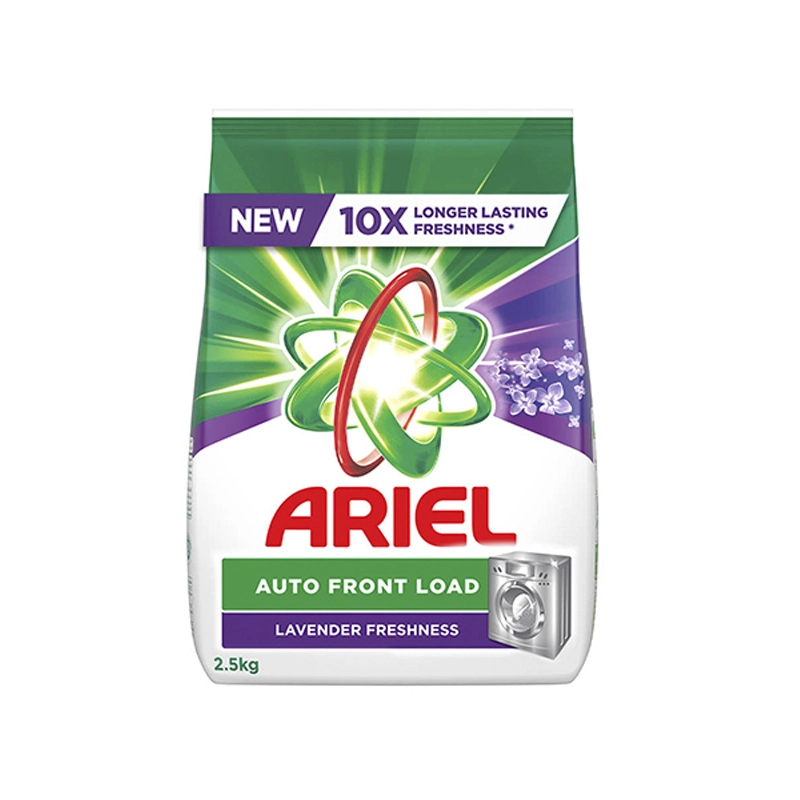 NEW 10X LONGER LASTING
FRESHNESS*
ARIEL
AUTO FRONT LOAD
LAVENDER FRESHNESS
2.5kg